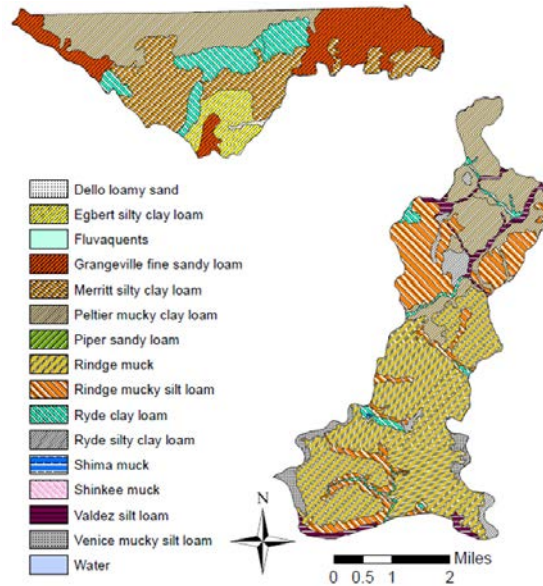 Dello loamy sand
Egbert silty clay loam
Fluvaquents
Grangeville fine sandy loam
Merritt silty clay loam
Peltier mucky clay loam
Piper sandy loam
Rindge muck
Rindge mucky silt loam
Ryde clay loam
Ryde silty clay loam
Shima muck
Shinkee muck
Valdez silt loam
Venice mucky silt loam
Water
N
Miles
0 0.5 1 2